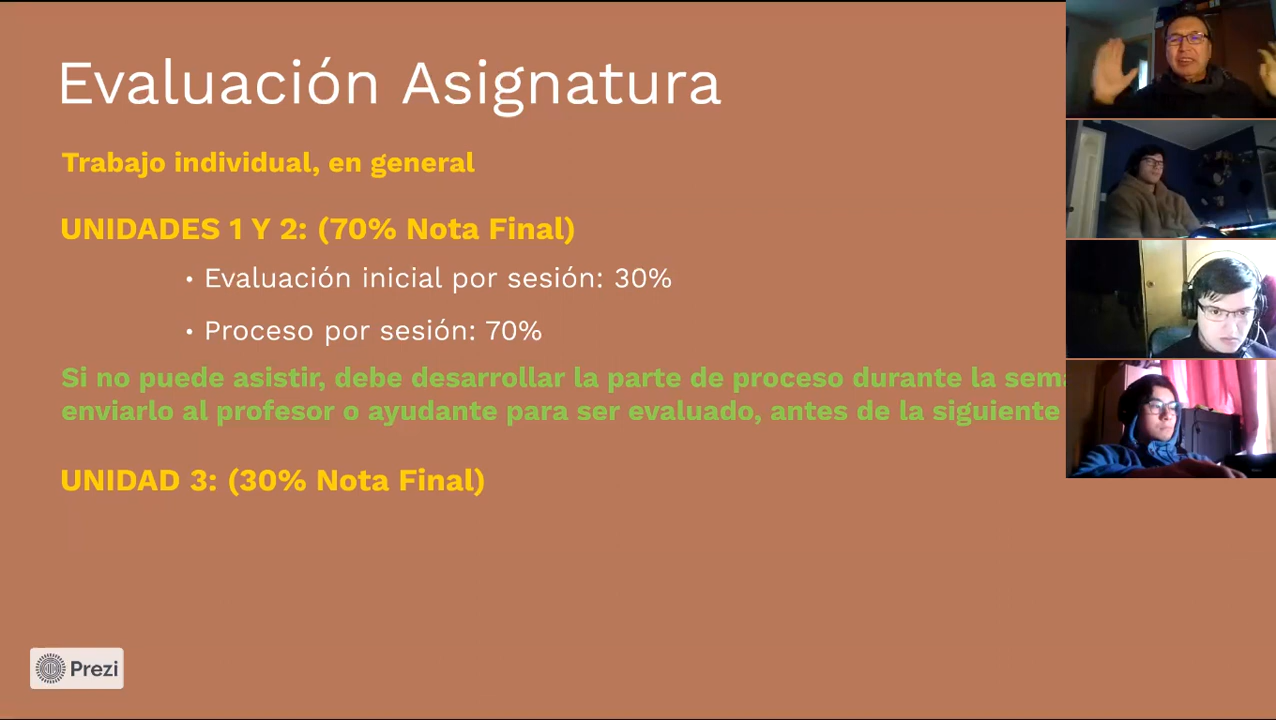 Evaluación Asignatura
Trabajo individual, en general
UNIDADES 1 Y 2: (70% Nota Final)
• Evaluación inicial por sesión: 30%
• Proceso por sesión: 70%
Si no puede asistir, debe desarrollar la parte de proceso durante la
enviarlo al profesor o ayudante para ser evaluado, antes de la siguiente
UNIDAD 3: (30% Nota Final)
Prezi